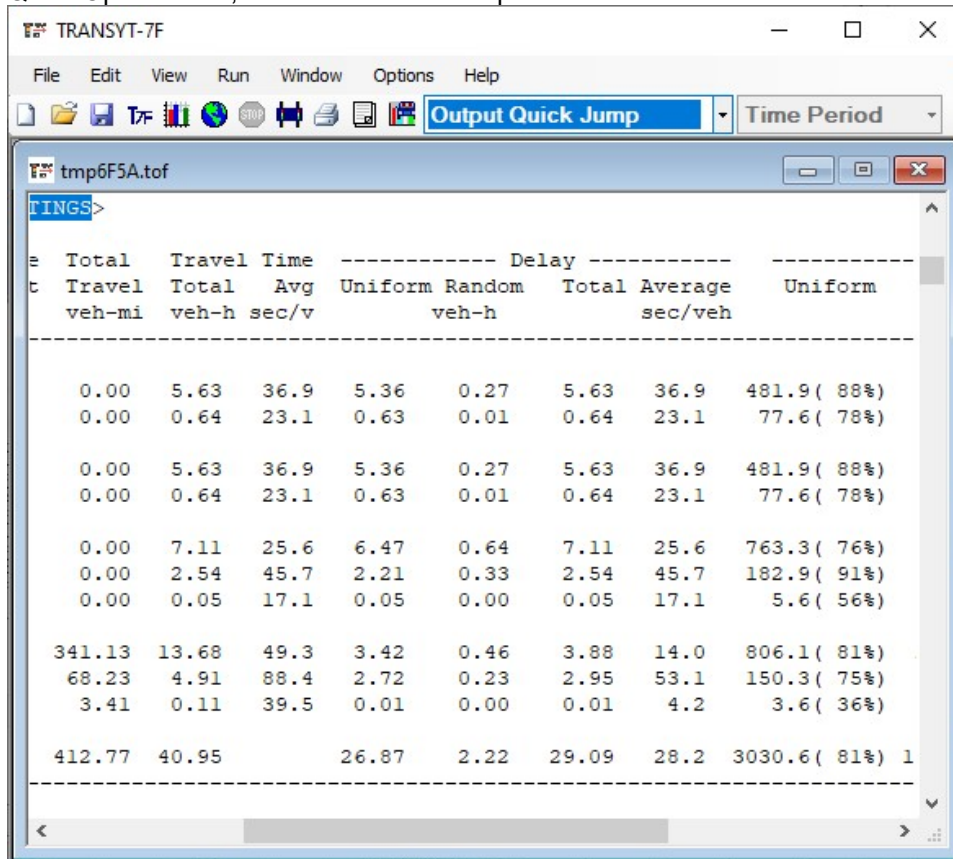 TRANSYT-7F
File Edit View Run Window Options Help
T7F STOP Output Quick Jump Time Period
tmp6F5A.tof
TINGS>
e Total Travel Time ------------ Delay ----------- -----------
t Travel Total Avg Uniform Random Total Average Uniform
veh-mi veh-h sec/v veh-h sec/veh
--------------------------------------------------------------------------
0.00 5.63 36.9 5.36 0.27 5.63 36.9 481.9( 88%)
0.00 0.64 23.1 0.63 0.01 0.64 23.1 77.6( 78%)
0.00 5.63 36.9 5.36 0.27 5.63 36.9 481.9( 88%)
0.00 0.64 23.1 0.63 0.01 0.64 23.1 77.6( 78%)
0.00 7.11 25.6 6.47 0.64 7.11 25.6 763.3( 76%)
0.00 2.54 45.7 2.21 0.33 2.54 45.7 182.9( 91%)
0.00 0.05 17.1 0.05 0.00 0.05 17.1 5.6( 56%)
341.13 13.68 49.3 3.42 0.46 3.88 14.0 806.1( 81%)
68.23 4.91 88.4 2.72 0.23 2.95 53.1 150.3( 75%)
3.41 0.11 39.5 0.01 0.00 0.01 4.2 3.6( 36%)
412.77 40.95 26.87 2.22 29.09 28.2 3030.6( 81%) 1
--------------------------------------------------------------------------